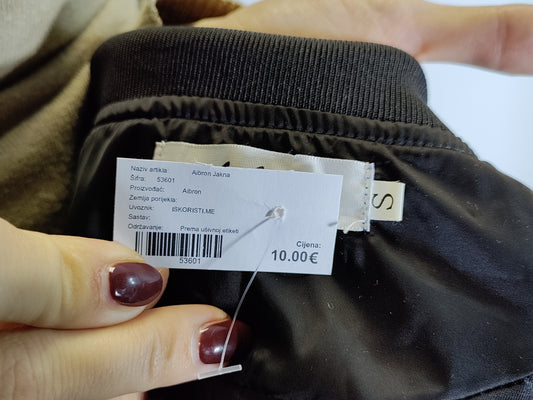 Naziv artikla: Aibron Jakna
Šifra: 53601
Proizvođač: Aibron
Zemlja porijekla:
Uvoznik: ISKORISTI.ME
Sastav:
Održavanje: Prema ušivnoj etiketi
53601
Cijena:
10.00€
S